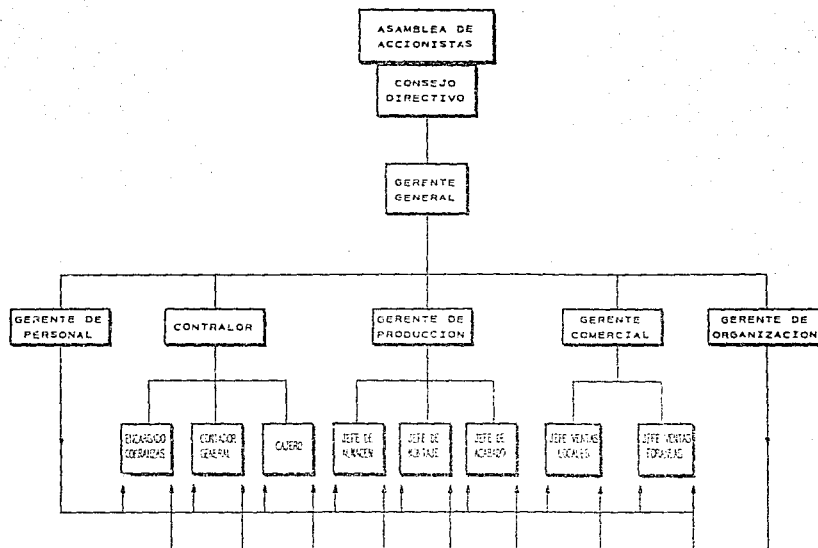 ASAMBLEA DE
ACCIONISTAS
CONSEJO
DIRECTIVO
GERENTE
GENERAL
GERENTE DE
PERSONAL
CONTRALOR
GERENTE DE
PRODUCCION
GERENTE
COMERCIAL
GERENTE DE
ORGANIZACION
ENCARGADO
COBRANZAS
CONTADOR
GENERAL
CAJERO
JEFE DE
ALMACEN
JEFE DE
MONTAJE
JEFE DE
ACABADO
JEFE VENTAS
LOCALES
JEFE VENTAS
FORANEAS